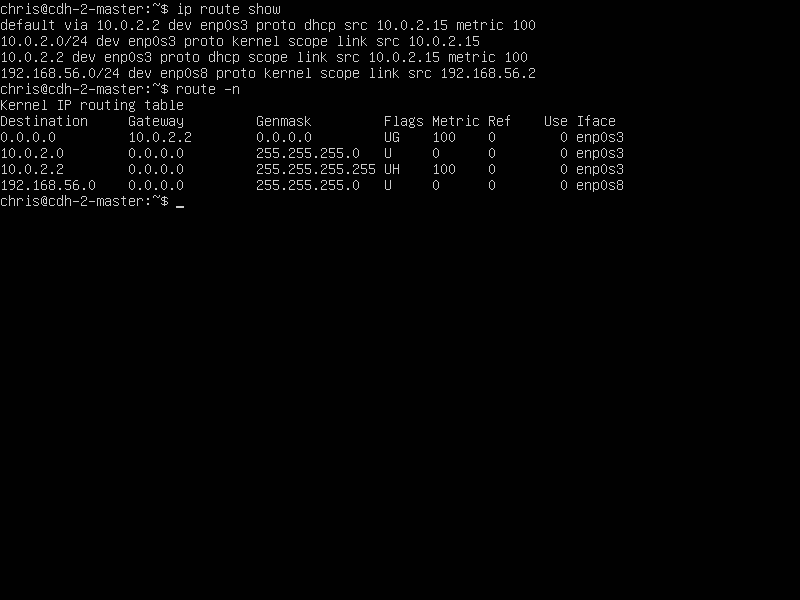 chris@cdh-2-master:~$ ip route show
default via 10.0.2.2 dev enp0s3 proto dhcp src 10.0.2.15 metric 100
10.0.2.0/24 dev enp0s3 proto kernel scope link src 10.0.2.15
10.0.2.2 dev enp0s3 proto dhcp scope link src 10.0.2.15 metric 100
192.168.56.0/24 dev enp0s8 proto kernel scope link src 192.168.56.2
chris@cdh-2-master:~$ route -n
Kernel IP routing table
Destination     Gateway         Genmask         Flags Metric Ref    Use Iface
0.0.0.0         10.0.2.2        0.0.0.0         UG    100    0        0 enp0s3
10.0.2.0        0.0.0.0         255.255.255.0   U     0      0        0 enp0s3
10.0.2.2        0.0.0.0         255.255.255.255 UH    100    0        0 enp0s3
192.168.56.0    0.0.0.0         255.255.255.0   U     0      0        0 enp0s8
chris@cdh-2-master:~$ _